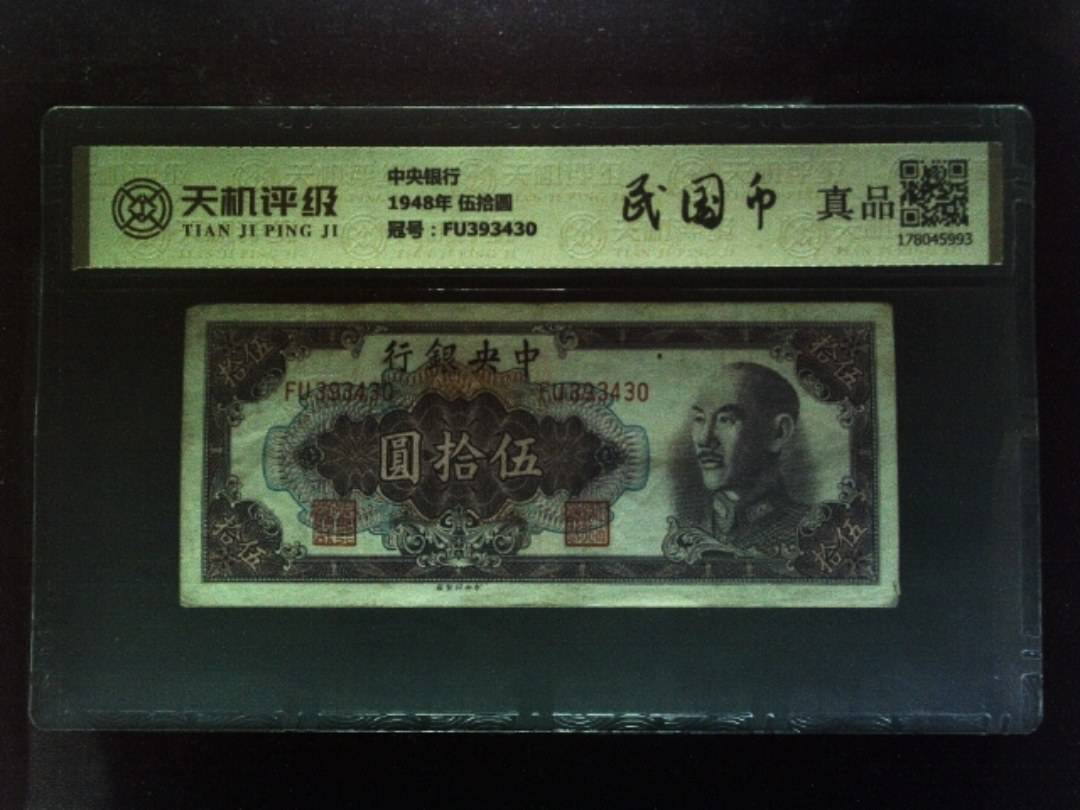 天机评级
TIAN JI PING JI
中央银行
1948年 伍拾圆
冠号：FU393430
民国币
真品
178045993
行銀央中
FU393430
FU393430
圓拾伍
拾伍
拾伍
拾伍
拾伍